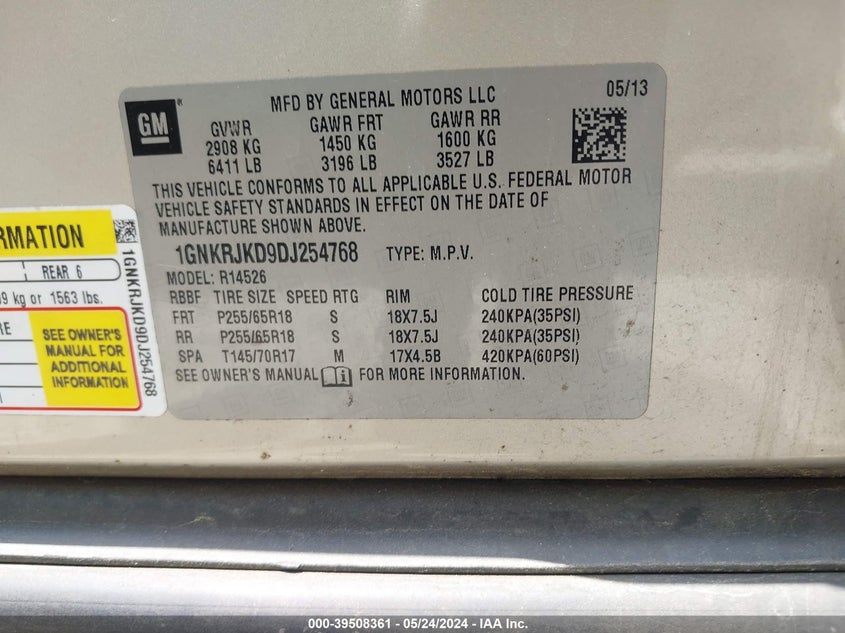 GM
MFD BY GENERAL MOTORS LLC
05/13
GVWR GAWR FRT GAWR RR
2908 KG 1450 KG 1600 KG
6411 LB 3196 LB 3527 LB
THIS VEHICLE CONFORMS TO ALL APPLICABLE U.S. FEDERAL MOTOR
VEHICLE SAFETY STANDARDS IN EFFECT ON THE DATE OF
MANUFACTURE SHOWN ABOVE.
1GNKRJKD9DJ254768 TYPE: M.P.V.
MODEL: R14526
RBBF TIRE SIZE SPEED RTG RIM COLD TIRE PRESSURE
FRT P255/65R18 S 18X7.5J 240KPA(35PSI)
RR P255/65R18 S 18X7.5J 240KPA(35PSI)
SPA T145/70R17 M 17X4.5B 420KPA(60PSI)
SEE OWNER'S MANUAL FOR MORE INFORMATION.
REAR 6
kg or 1563 lbs.
SEE OWNER'S
MANUAL FOR
ADDITIONAL
INFORMATION
1GNKRJKD9DJ254768
000-39508361 - 05/24/2024 - IAA Inc.